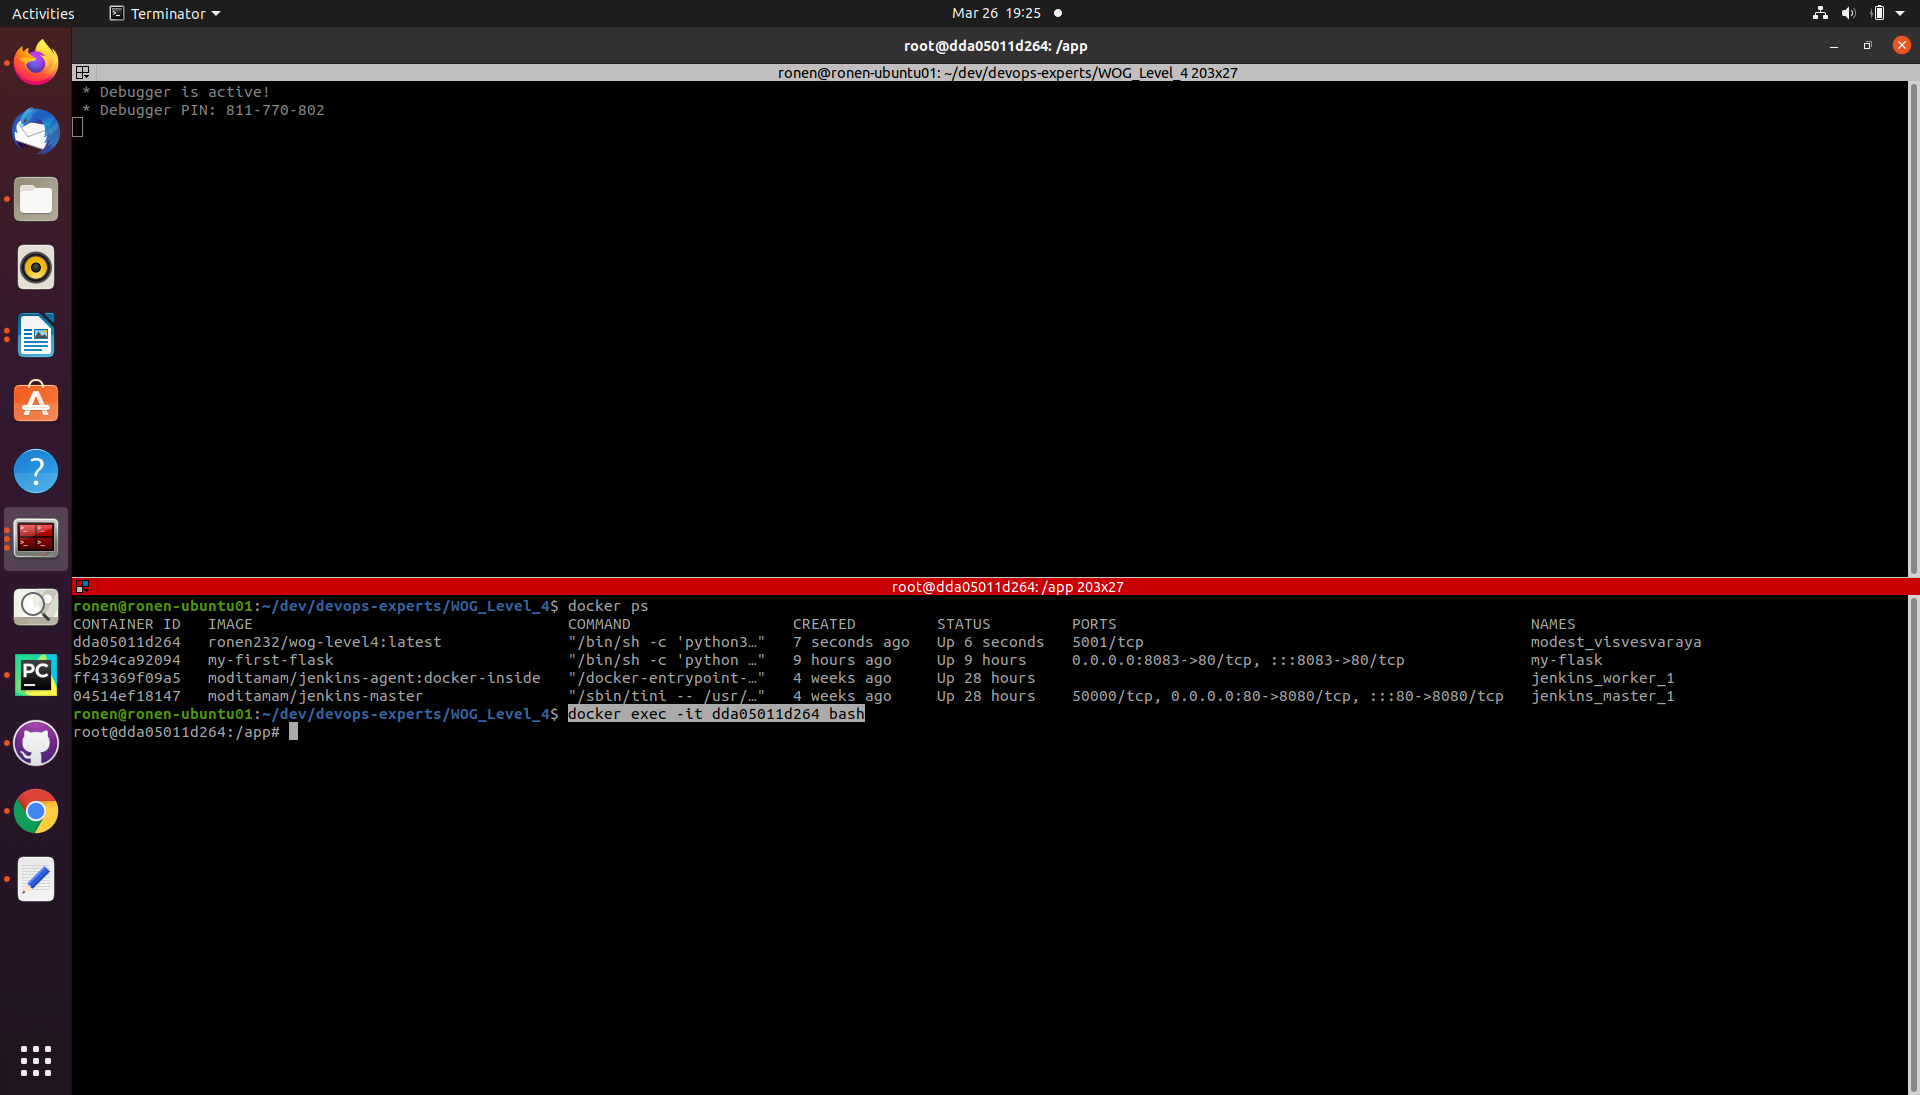 Activities
Terminator
Mar 26 19:25
root@dda05011d264: /app
ronen@ronen-ubuntu01: ~/dev/devops-experts/WOG_Level_4 203x27
* Debugger is active!
* Debugger PIN: 811-770-802
root@dda05011d264: /app 203x27
ronen@ronen-ubuntu01:~/dev/devops-experts/WOG_Level_4$ docker ps
CONTAINER ID   IMAGE                                   COMMAND                  CREATED         STATUS         PORTS                                              NAMES
dda05011d264   ronen232/wog-level4:latest              "/bin/sh -c 'python3…"   7 seconds ago   Up 6 seconds   5001/tcp                                           modest_visvesvaraya
5b294ca92094   my-first-flask                          "/bin/sh -c 'python …"   9 hours ago     Up 9 hours     0.0.0.0:8083->80/tcp, :::8083->80/tcp              my-flask
ff43369f09a5   moditamam/jenkins-agent:docker-inside   "/docker-entrypoint-…"   4 weeks ago     Up 28 hours                                                       jenkins_worker_1
04514ef18147   moditamam/jenkins-master                "/sbin/tini -- /usr/…"   4 weeks ago     Up 28 hours    50000/tcp, 0.0.0.0:80->8080/tcp, :::80->8080/tcp   jenkins_master_1
ronen@ronen-ubuntu01:~/dev/devops-experts/WOG_Level_4$ docker exec -it dda05011d264 bash
root@dda05011d264:/app#
?
PC